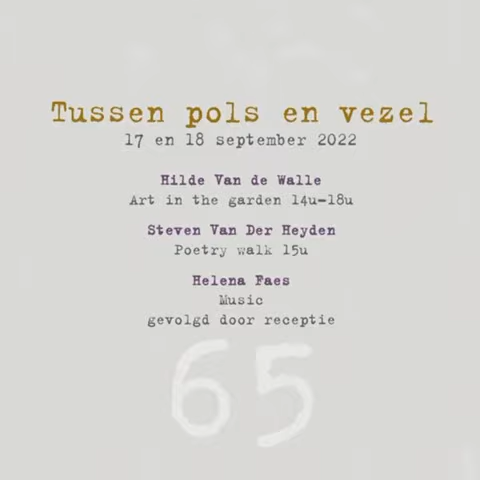 Tussen pols en vezel
17 en 18 september 2022
Hilde Van de Walle
Art in the garden 14u-18u
Steven Van Der Heyden
Poetry walk 15u
Helena Faes
Music
gevolgd door receptie
65